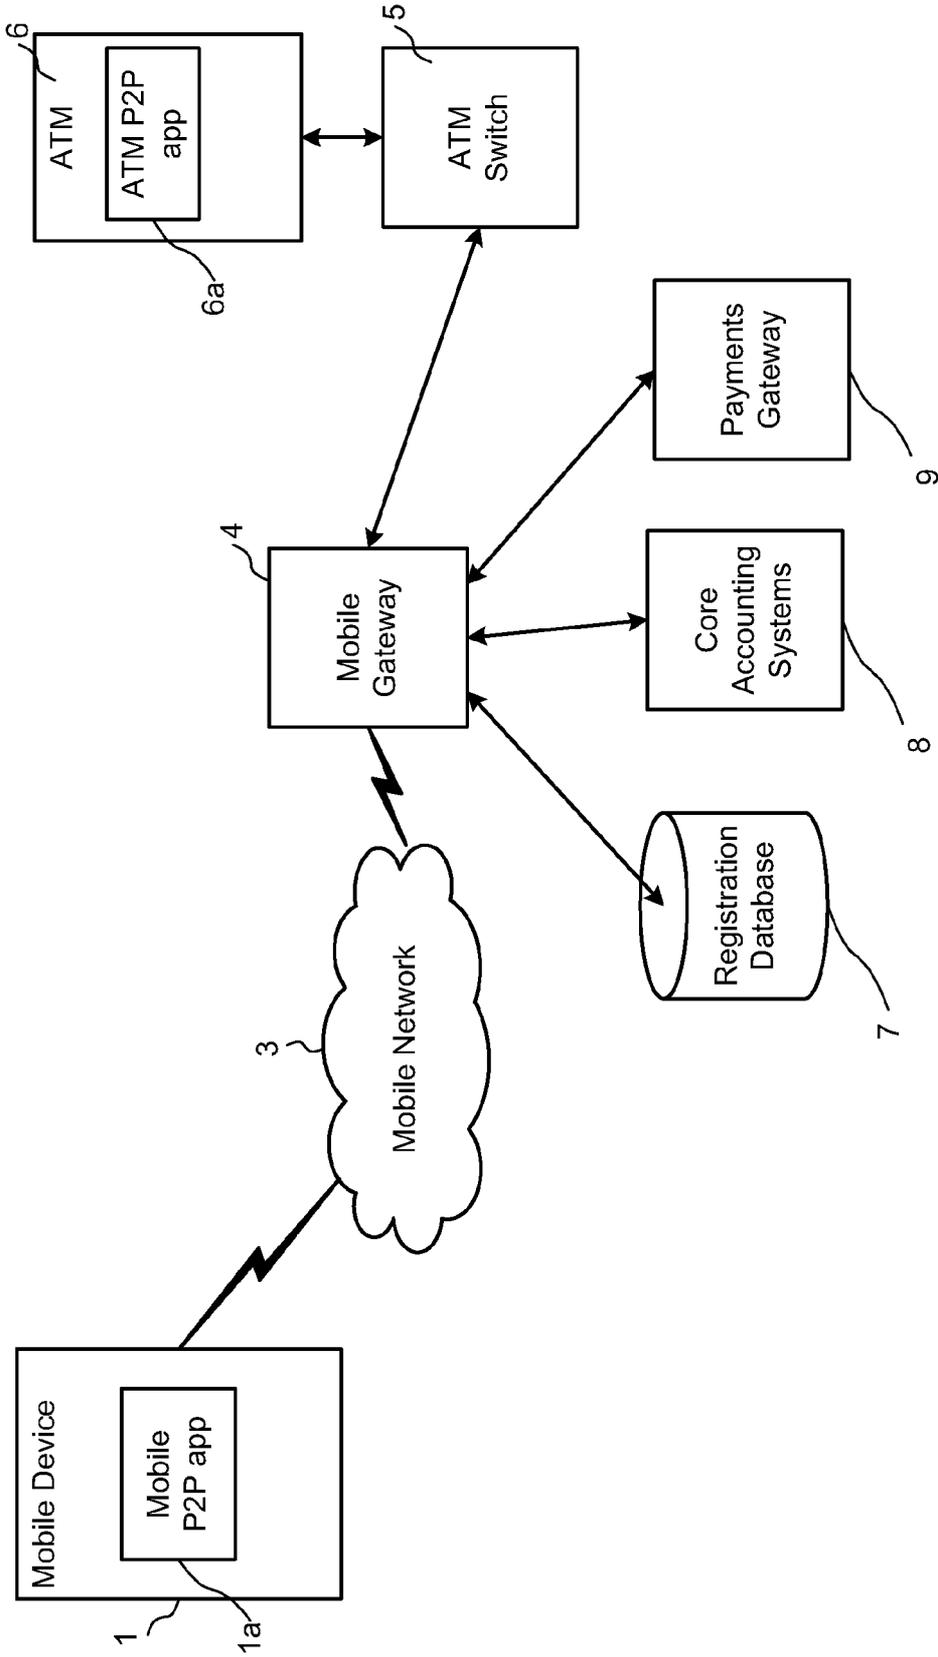 Mobile Device
Mobile
P2P app
1
1a
3
Mobile Network
4
Mobile
Gateway
ATM
6
ATM P2P
app
6a
5
ATM
Switch
Registration
Database
7
Core
Accounting
Systems
8
Payments
Gateway
9